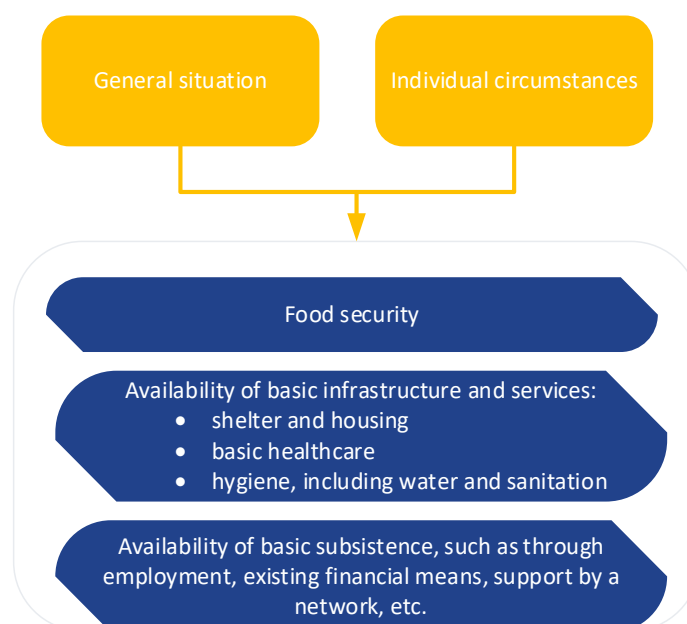 General situation
Individual circumstances
Food security
Availability of basic infrastructure and services:
• shelter and housing
• basic healthcare
• hygiene, including water and sanitation
Availability of basic subsistence, such as through
employment, existing financial means, support by a
network, etc.